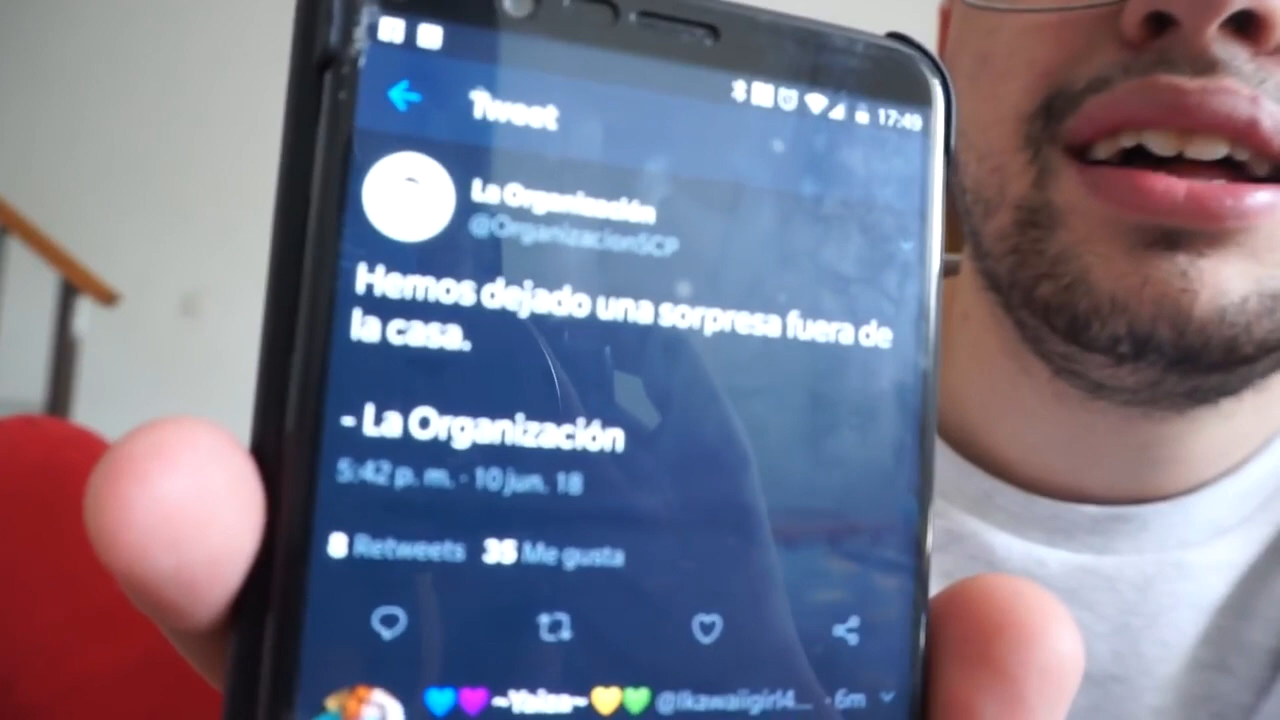 17:49
Tweet
La Organización
@OrganizacionSCP
Hemos dejado una sorpresa fuera de
la casa.
- La Organización
5:42 p. m. · 10 jun. 18
8 Retweets 35 Me gusta
~Yaiza~ @Ikawaiigirl4... · 6m